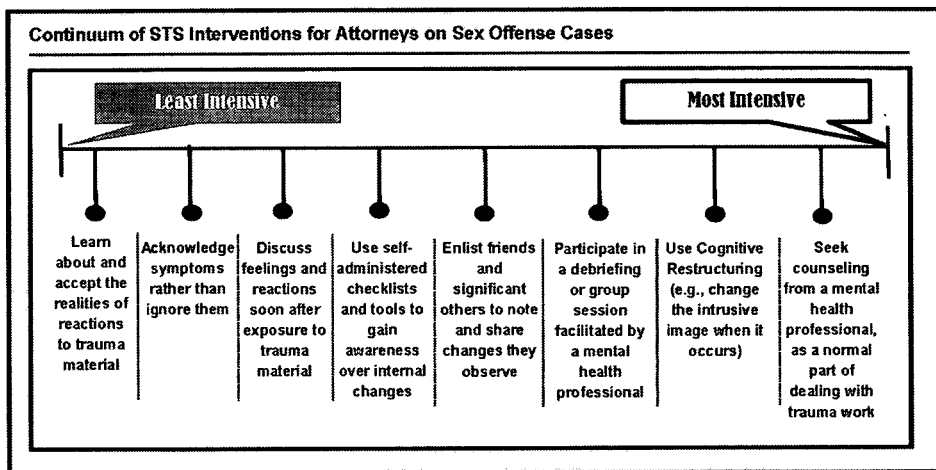 Continuum of STS Interventions for Attorneys on Sex Offense Cases
Least Intensive
Most Intensive
Learn
about and
accept the
realities of
reactions
to trauma
material
Acknowledge
symptoms
rather than
ignore them
Discuss
feelings and
reactions
soon after
exposure to
trauma
material
Use self-
administered
checklists
and tools to
gain
awareness
over internal
changes
Enlist friends
and
significant
others to note
and share
changes they
observe
Participate in
a debriefing
or group
session
facilitated by
a mental
health
professional
Use Cognitive
Restructuring
(e.g., change
the intrusive
image when it
occurs)
Seek
counseling
from a mental
health
professional,
as a normal
part of
dealing with
trauma work